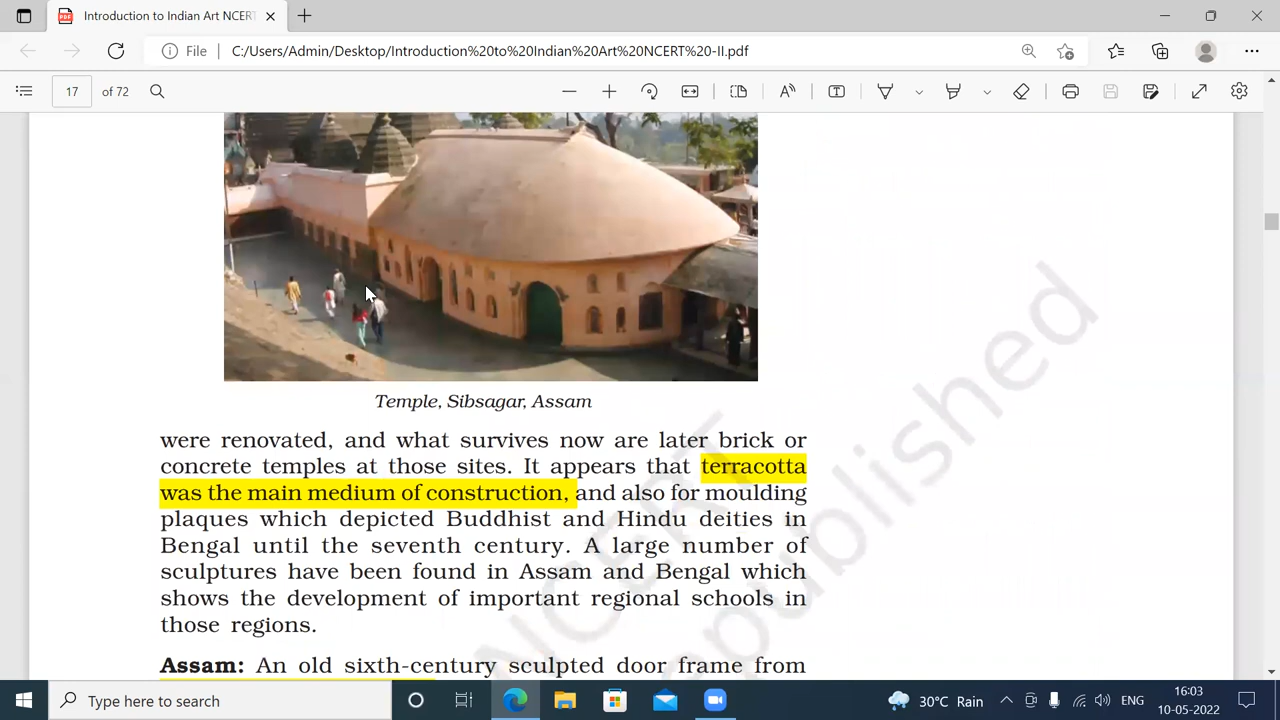 Introduction to Indian Art NCERT
File C:/Users/Admin/Desktop/Introduction%20to%20Indian%20Art%20NCERT%20-II.pdf
17 of 72
Temple, Sibsagar, Assam
were renovated, and what survives now are later brick or
concrete temples at those sites. It appears that terracotta
was the main medium of construction, and also for moulding
plaques which depicted Buddhist and Hindu deities in
Bengal until the seventh century. A large number of
sculptures have been found in Assam and Bengal which
shows the development of important regional schools in
those regions.
Assam: An old sixth-century sculpted door frame from
NCERT
republished
Type here to search
30°C Rain
ENG
16:03
10-05-2022